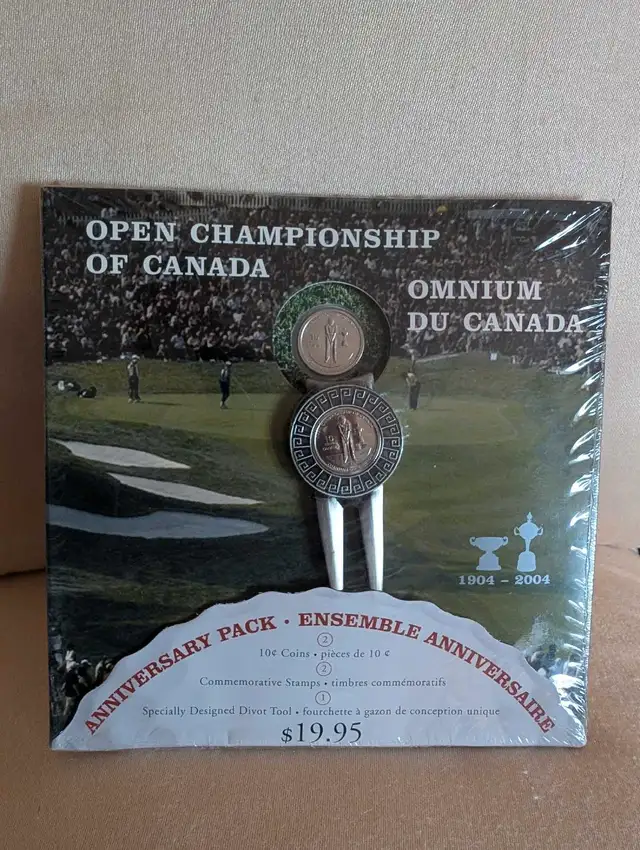 OPEN CHAMPIONSHIP
OF CANADA
OMNIUM
DU CANADA
1904 – 2004
ANNIVERSARY PACK • ENSEMBLE ANNIVERSAIRE
2
10¢ Coins • pièces de 10 ¢
2
Commemorative Stamps • timbres commémoratifs
1
Specially Designed Divot Tool • fourchette à gazon de conception unique
$19.95